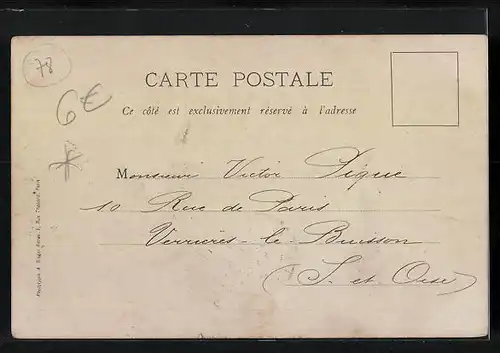 78
6€
CARTE POSTALE
Ce côté est exclusivement réservé à l'adresse
Monsieur Victor Pique
10 Rue de Paris
Verrières-le Buisson
(S. et Oise)